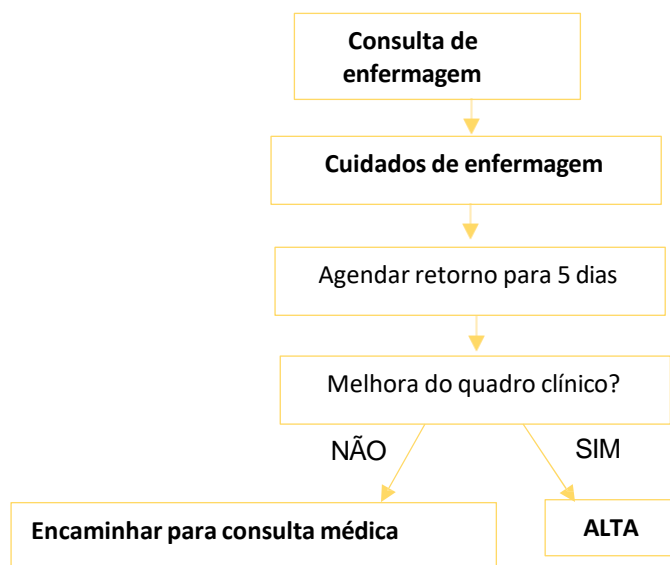 Consulta de
enfermagem
Cuidados de enfermagem
Agendar retorno para 5 dias
Melhora do quadro clínico?
NÃO
SIM
Encaminhar para consulta médica
ALTA